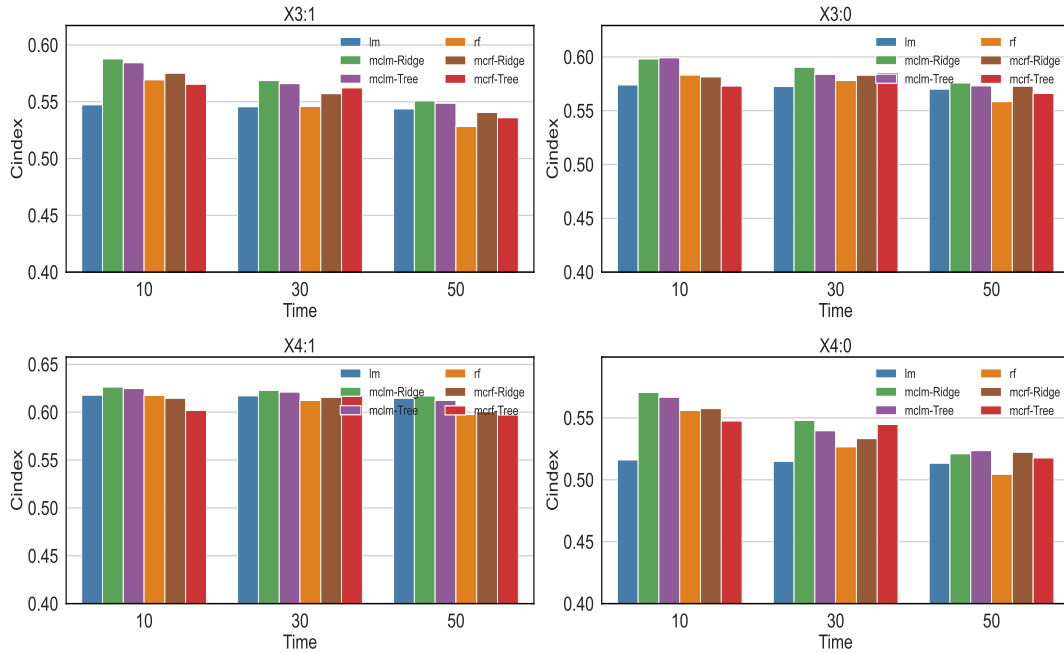 X3:1
0.60
0.55
0.50
0.45
0.40
Cindex
lm
mclm-Ridge
mclm-Tree
rf
mcrf-Ridge
mcrf-Tree
10 30 50
Time
X3:0
0.60
0.55
0.50
0.45
0.40
Cindex
lm
mclm-Ridge
mclm-Tree
rf
mcrf-Ridge
mcrf-Tree
10 30 50
Time
X4:1
0.65
0.60
0.55
0.50
0.45
0.40
Cindex
lm
mclm-Ridge
mclm-Tree
rf
mcrf-Ridge
mcrf-Tree
10 30 50
Time
X4:0
0.55
0.50
0.45
0.40
Cindex
lm
mclm-Ridge
mclm-Tree
rf
mcrf-Ridge
mcrf-Tree
10 30 50
Time